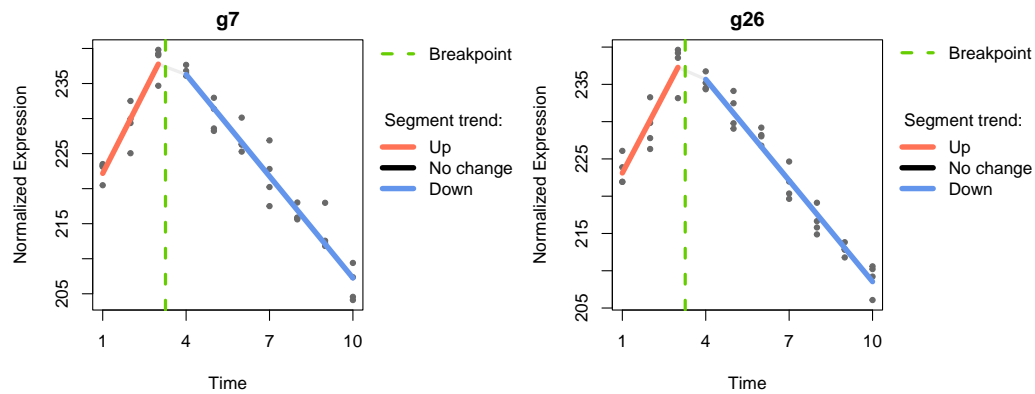 g7
Normalized Expression
235
225
215
205
1 4 7 10
Time
Breakpoint
Segment trend:
Up
No change
Down
g26
Normalized Expression
235
225
215
205
1 4 7 10
Time
Breakpoint
Segment trend:
Up
No change
Down